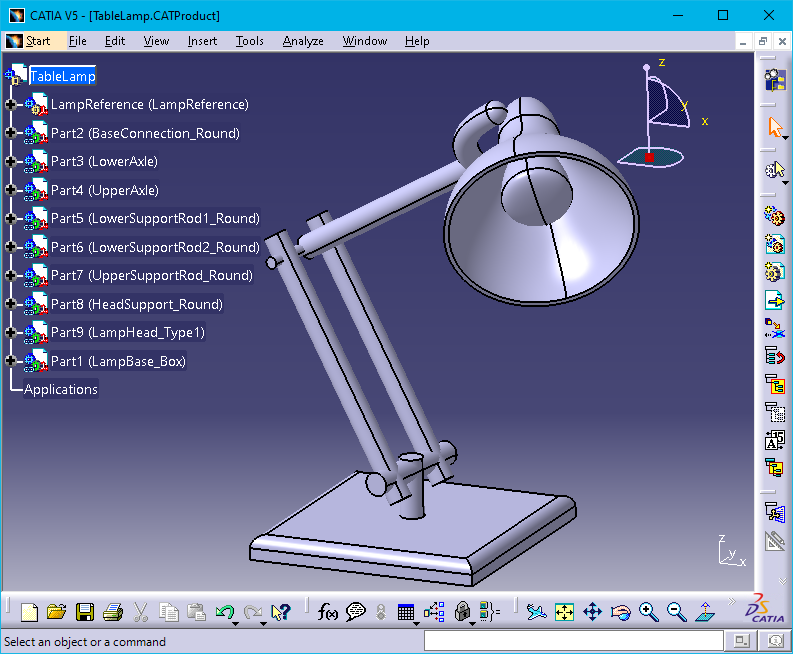 CATIA V5 - [TableLamp.CATProduct]
Start File Edit View Insert Tools Analyze Window Help
TableLamp
LampReference (LampReference)
Part2 (BaseConnection_Round)
Part3 (LowerAxle)
Part4 (UpperAxle)
Part5 (LowerSupportRod1_Round)
Part6 (LowerSupportRod2_Round)
Part7 (UpperSupportRod_Round)
Part8 (HeadSupport_Round)
Part9 (LampHead_Type1)
Part1 (LampBase_Box)
Applications
z
y
x
15
z
y
x
f(x)
CATIA
Select an object or a command